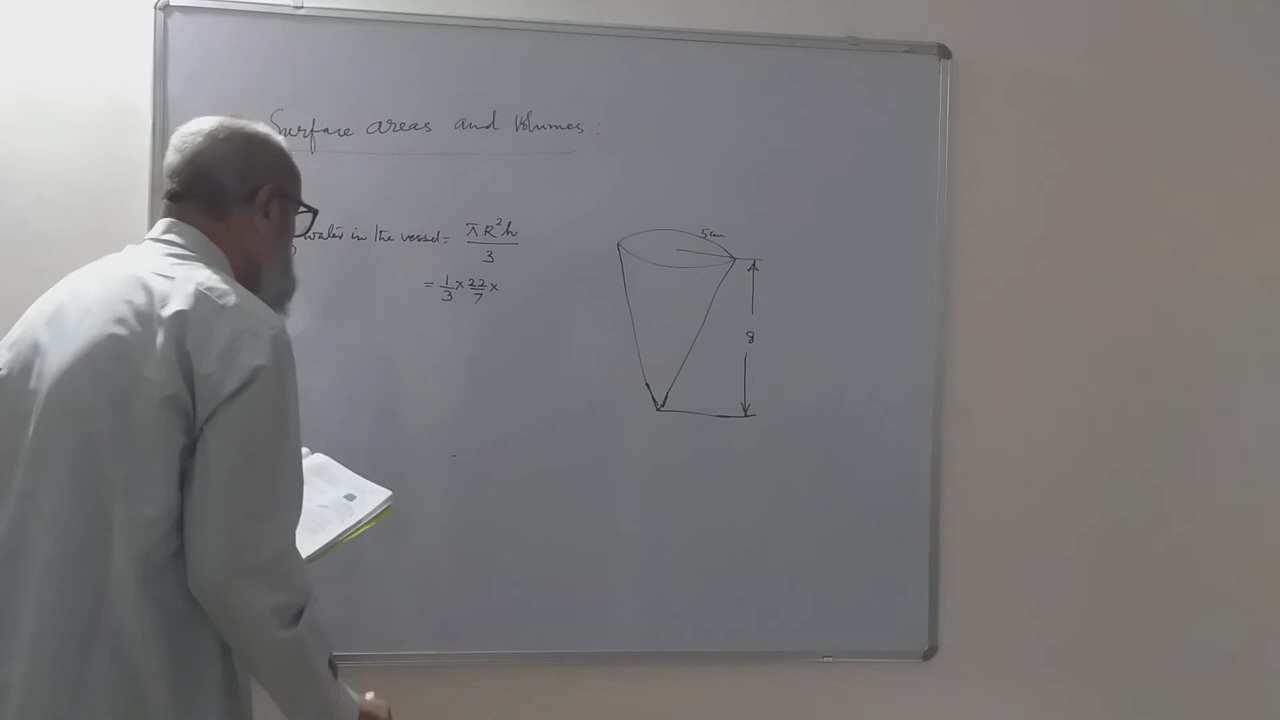 Surface areas and Volumes:
water in the vessel = πR²h/3
= 1/3 × 22/7 ×
5cm
8